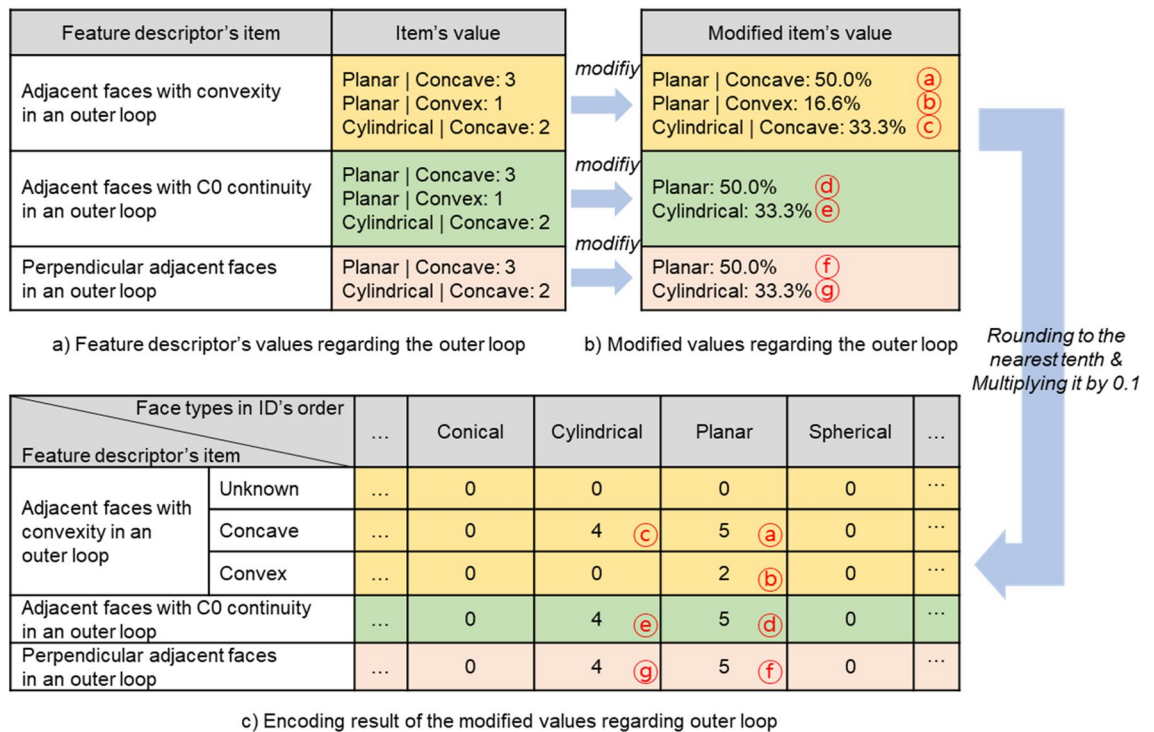 Feature descriptor's item Item's value Modified item's value
Adjacent faces with convexity
in an outer loop
Planar | Concave: 3
Planar | Convex: 1
Cylindrical | Concave: 2
modifiy
Planar | Concave: 50.0% a
Planar | Convex: 16.6% b
Cylindrical | Concave: 33.3% c
Adjacent faces with C0 continuity
in an outer loop
Planar | Concave: 3
Planar | Convex: 1
Cylindrical | Concave: 2
modifiy
Planar: 50.0% d
Cylindrical: 33.3% e
Perpendicular adjacent faces
in an outer loop
Planar | Concave: 3
Cylindrical | Concave: 2
modifiy
Planar: 50.0% f
Cylindrical: 33.3% g
a) Feature descriptor's values regarding the outer loop
b) Modified values regarding the outer loop
Rounding to the
nearest tenth &
Multiplying it by 0.1
Face types in ID's order
Feature descriptor's item
... Conical Cylindrical Planar Spherical ...
Adjacent faces with
convexity in an
outer loop
Unknown ... 0 0 0 0 ...
Concave ... 0 4 c 5 a 0 ...
Convex ... 0 0 2 b 0 ...
Adjacent faces with C0 continuity
in an outer loop
... 0 4 e 5 d 0 ...
Perpendicular adjacent faces
in an outer loop
... 0 4 g 5 f 0 ...
c) Encoding result of the modified values regarding outer loop